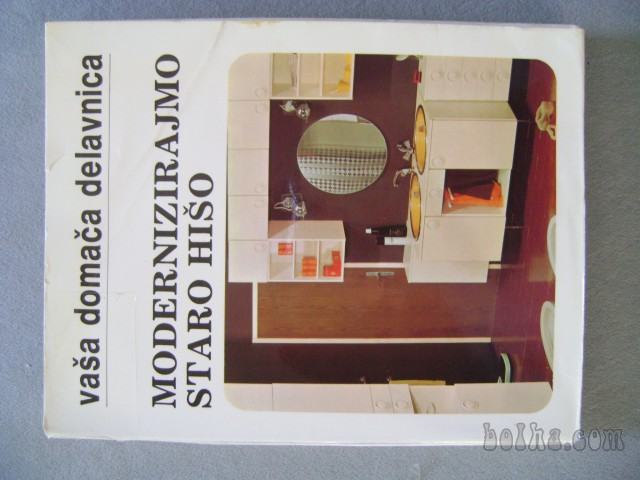 vaša domača delavnica
MODERNIZIRAJMO
STARO HIŠO
bolha.com